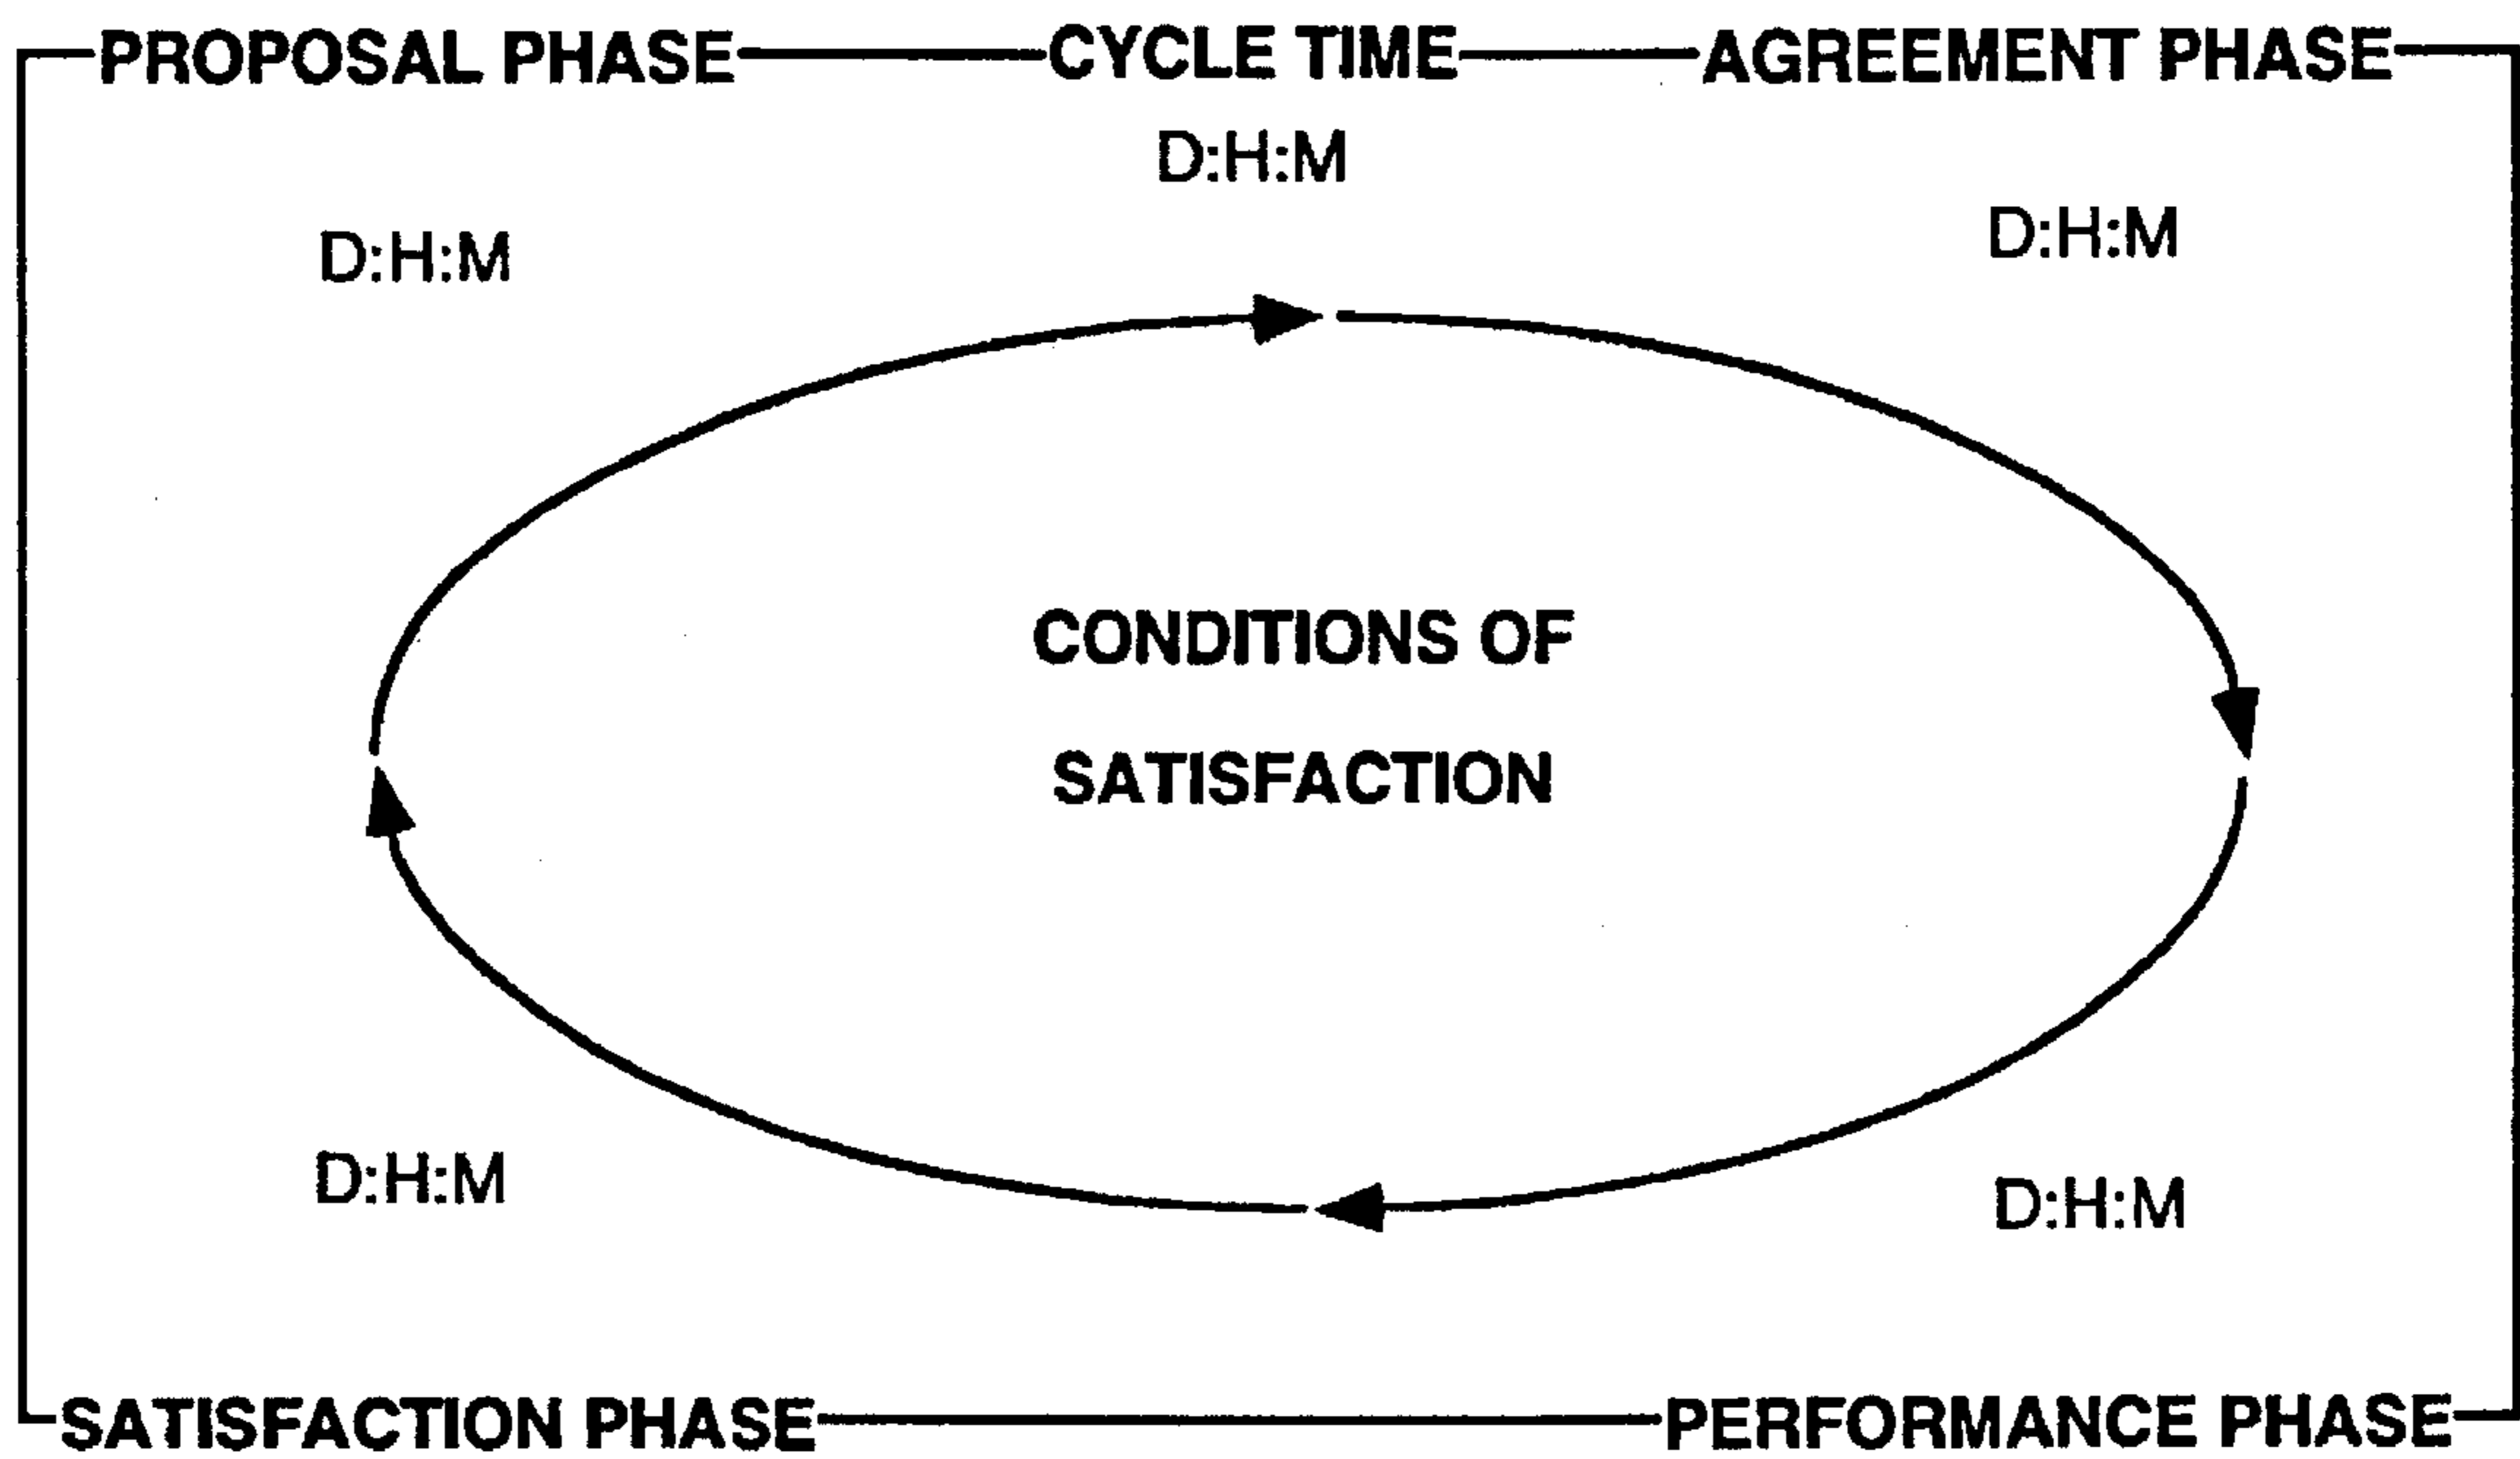 PROPOSAL PHASE CYCLE TIME AGREEMENT PHASE
D:H:M
D:H:M
D:H:M
CONDITIONS OF
SATISFACTION
D:H:M
D:H:M
SATISFACTION PHASE PERFORMANCE PHASE